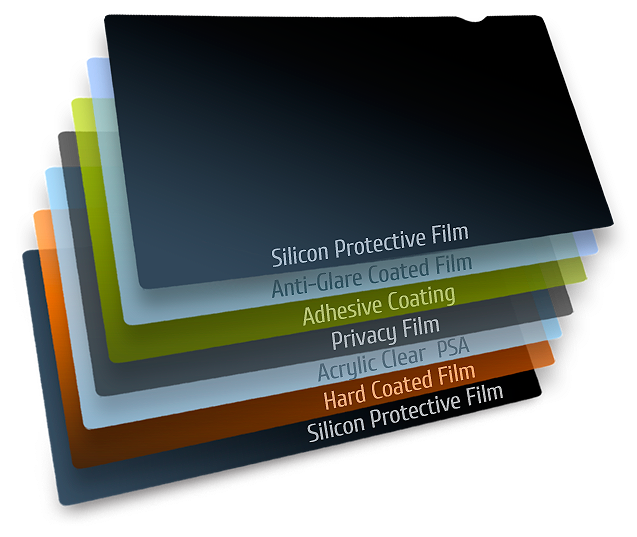 Silicon Protective Film
Anti-Glare Coated Film
Adhesive Coating
Privacy Film
Acrylic Clear PSA
Hard Coated Film
Silicon Protective Film